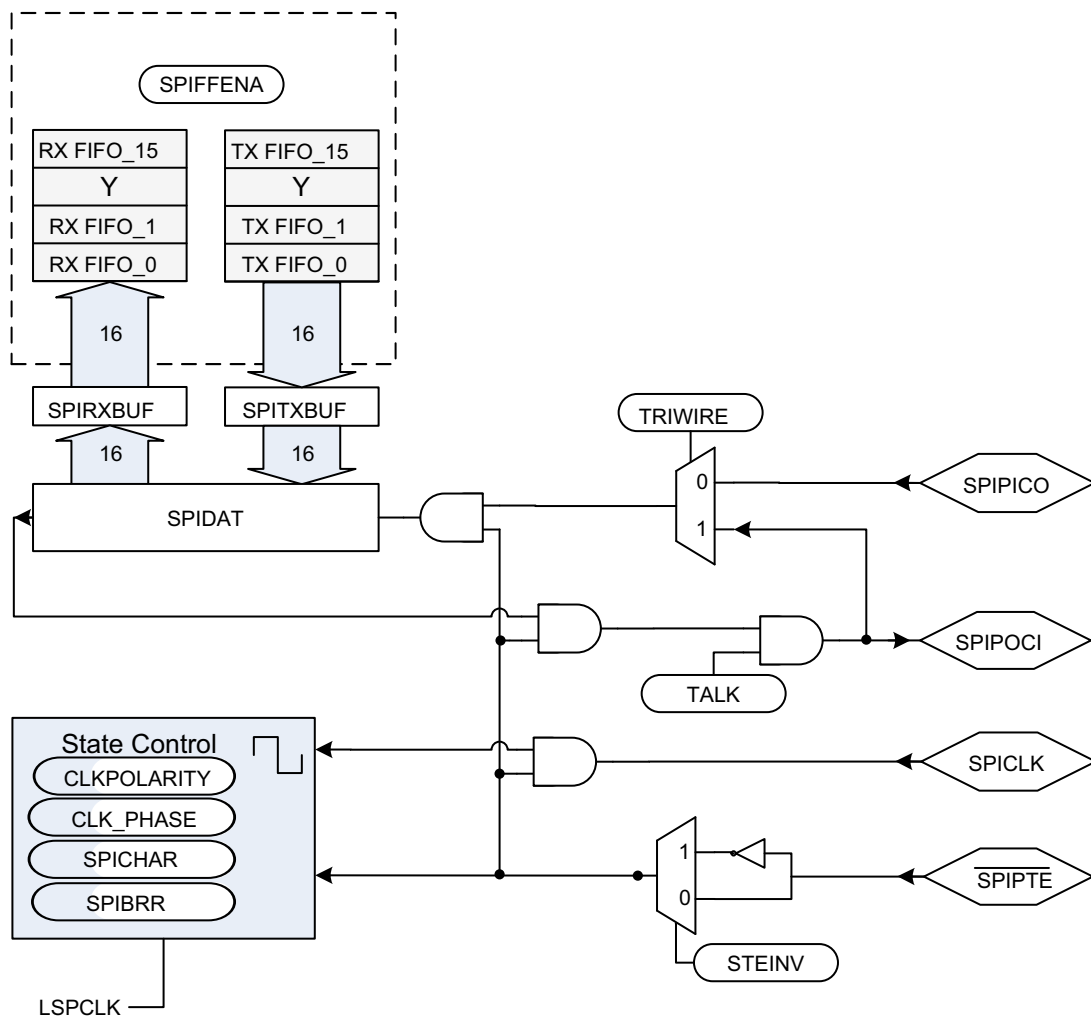 SPIFFENA
RX FIFO_15
Y
RX FIFO_1
RX FIFO_0
TX FIFO_15
Y
TX FIFO_1
TX FIFO_0
16
16
SPIRXBUF
SPITXBUF
16
16
SPIDAT
TRIWIRE
0
1
SPIPICO
SPIPOCI
TALK
State Control
CLKPOLARITY
CLK_PHASE
SPICHAR
SPIBRR
LSPCLK
SPICLK
1
0
SPIPTE
STEINV